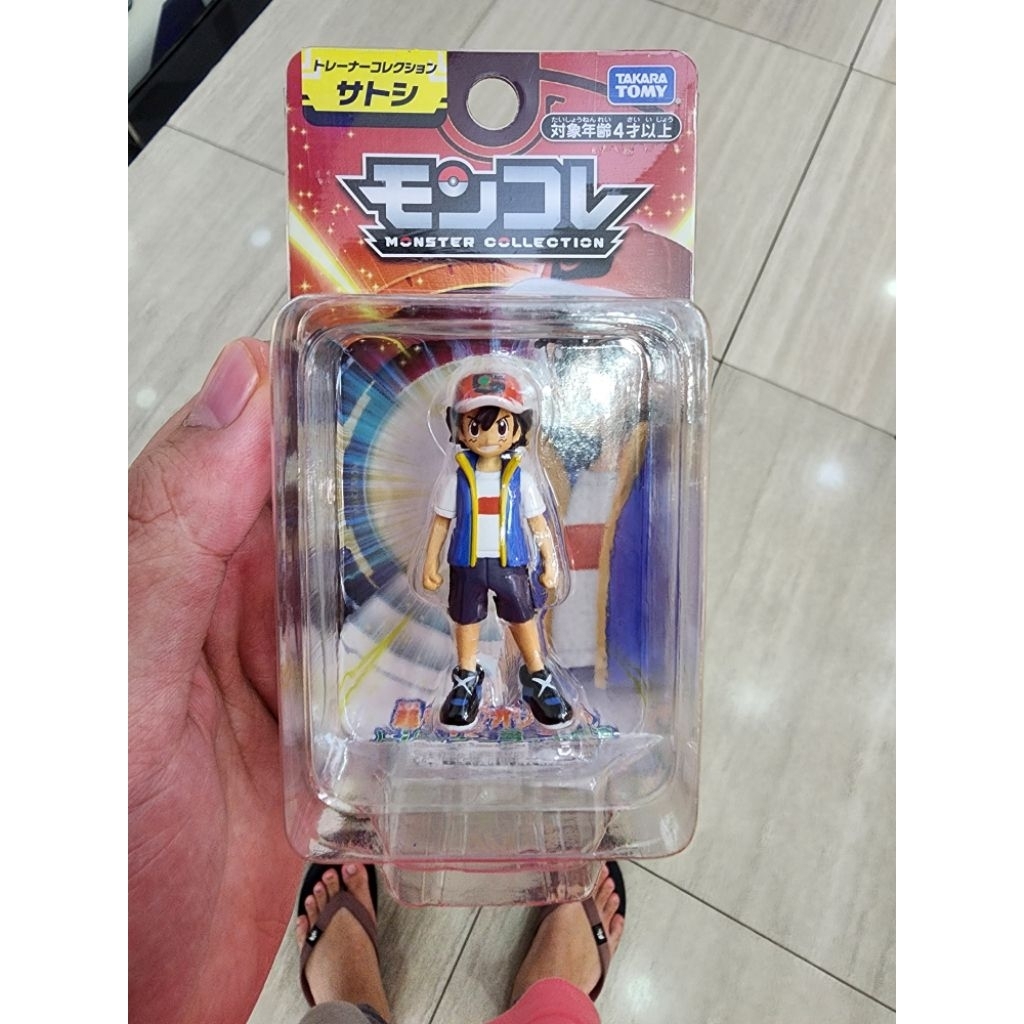 トレーナーコレクション
サトシ
TAKARA
TOMY
たいしょうねんれい さいいじょう
対象年齢4才以上
モンコレ
MONSTER COLLECTION